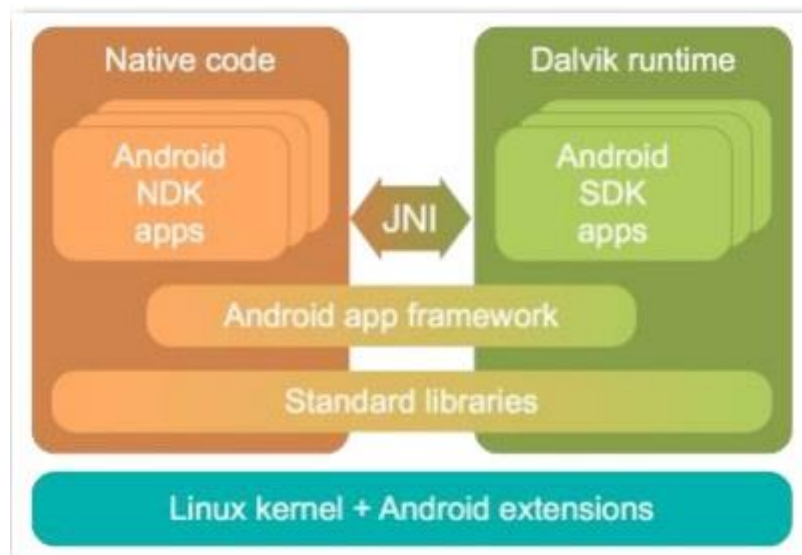 Native code
Dalvik runtime
Android
NDK
apps
JNI
Android
SDK
apps
Android app framework
Standard libraries
Linux kernel + Android extensions